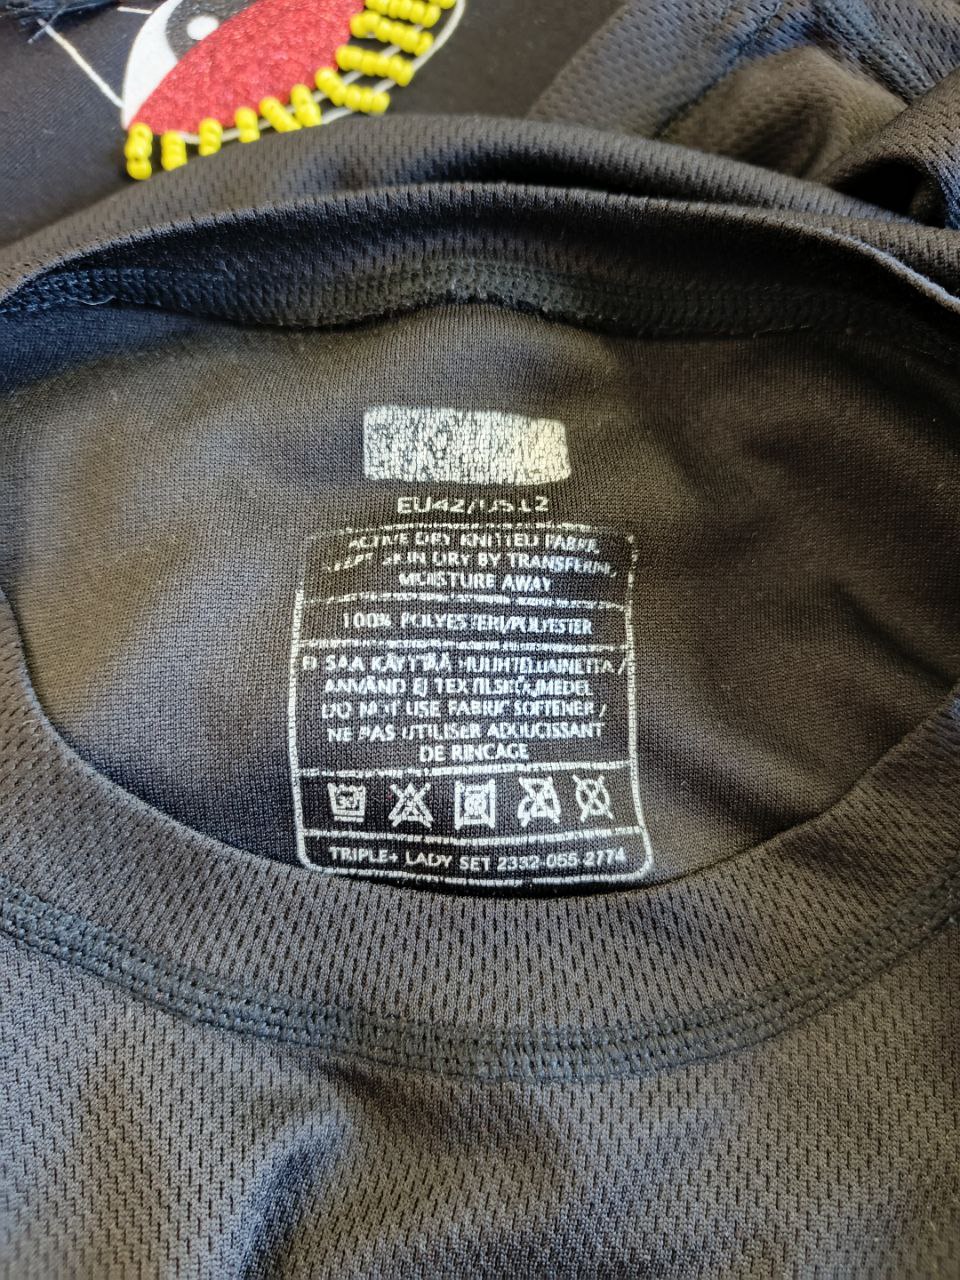 EU42/US12
ACTIVE DRY KNITTED FABRIC
KEEPS SKIN DRY BY TRANSFERING
MOISTURE AWAY
100% POLYESTERI/POLYESTER
EI SAA KÄYTTÄÄ HUUHTELUAINETTA /
ANVÄND EJ TEXTILSKÖLJMEDEL
DO NOT USE FABRIC SOFTENER /
NE PAS UTILISER ADOUCISSANT
DE RINCAGE
TRIPLE+ LADY SET 2332-055-2774